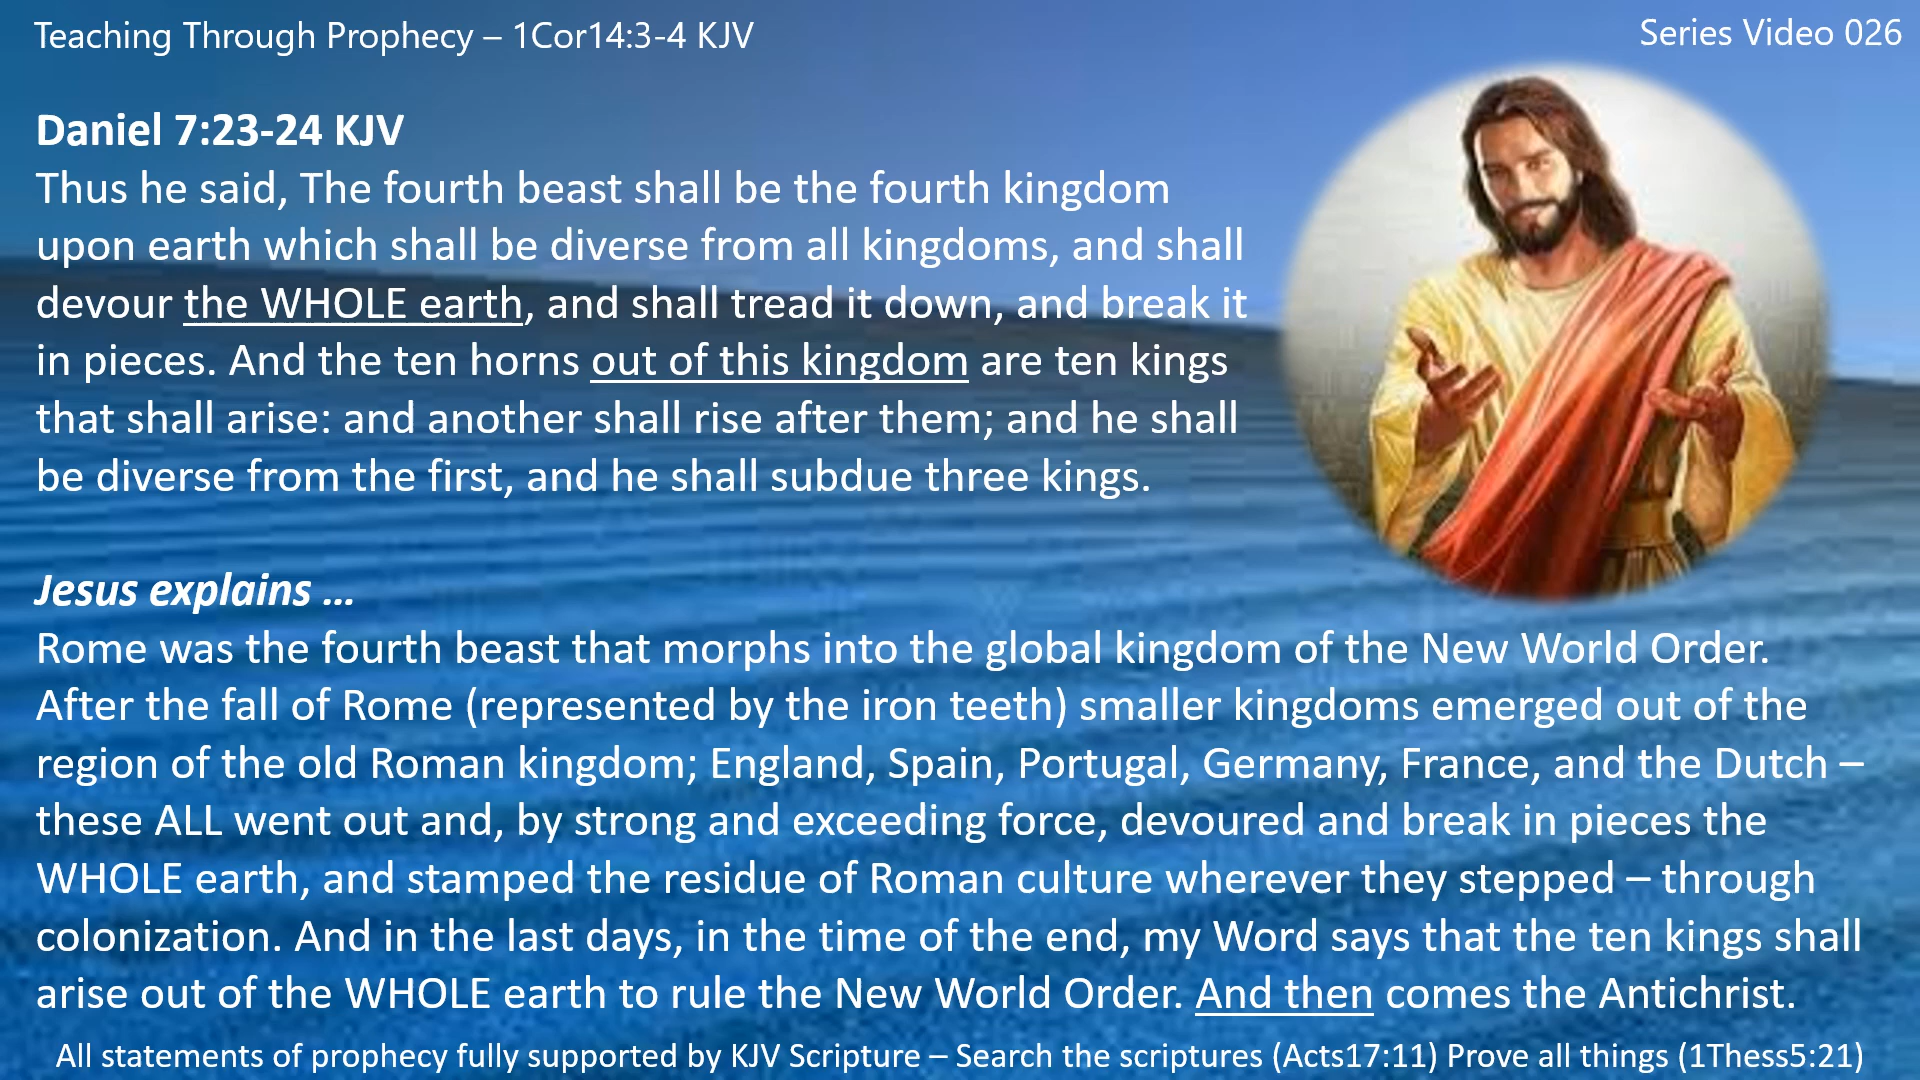 Teaching Through Prophecy – 1Cor14:3-4 KJV
Series Video 026
Daniel 7:23-24 KJV
Thus he said, The fourth beast shall be the fourth kingdom
upon earth which shall be diverse from all kingdoms, and shall
devour the WHOLE earth, and shall tread it down, and break it
in pieces. And the ten horns out of this kingdom are ten kings
that shall arise: and another shall rise after them; and he shall
be diverse from the first, and he shall subdue three kings.
Jesus explains ...
Rome was the fourth beast that morphs into the global kingdom of the New World Order.
After the fall of Rome (represented by the iron teeth) smaller kingdoms emerged out of the
region of the old Roman kingdom; England, Spain, Portugal, Germany, France, and the Dutch –
these ALL went out and, by strong and exceeding force, devoured and break in pieces the
WHOLE earth, and stamped the residue of Roman culture wherever they stepped – through
colonization. And in the last days, in the time of the end, my Word says that the ten kings shall
arise out of the WHOLE earth to rule the New World Order. And then comes the Antichrist.
All statements of prophecy fully supported by KJV Scripture – Search the scriptures (Acts17:11) Prove all things (1Thess5:21)